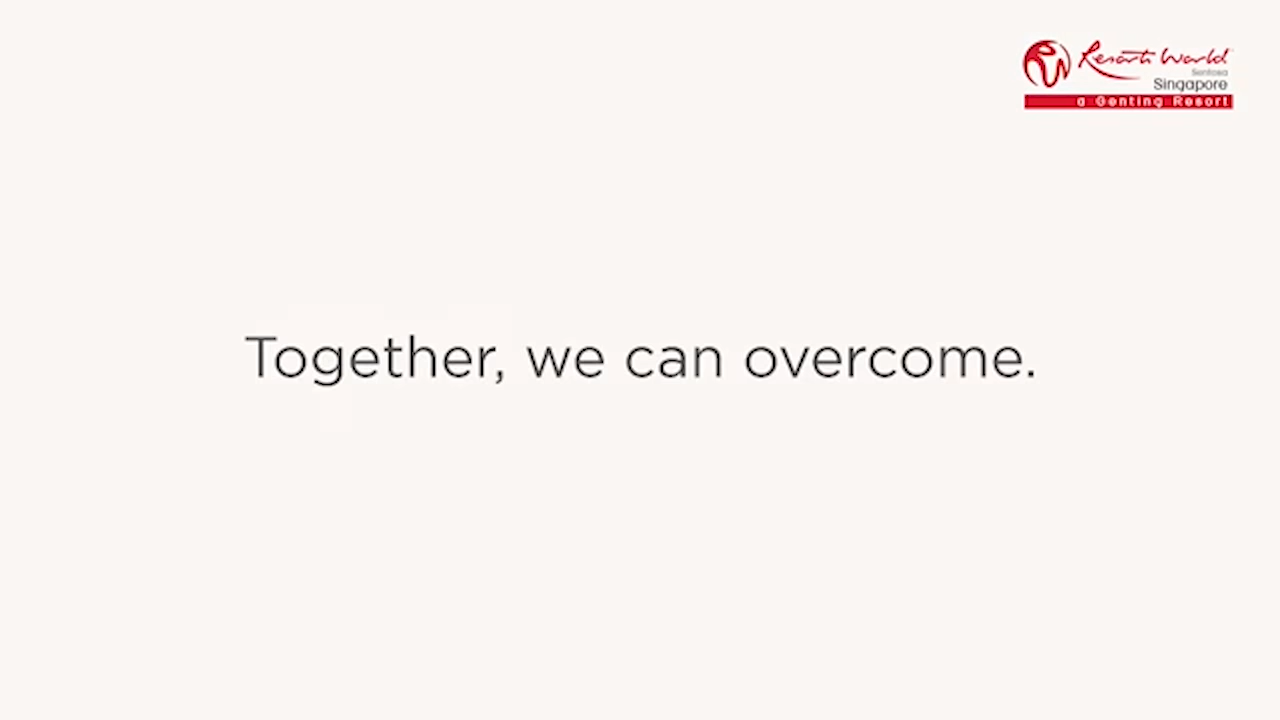 Resorts World
Sentosa
Singapore
a Genting Resort
Together, we can overcome.